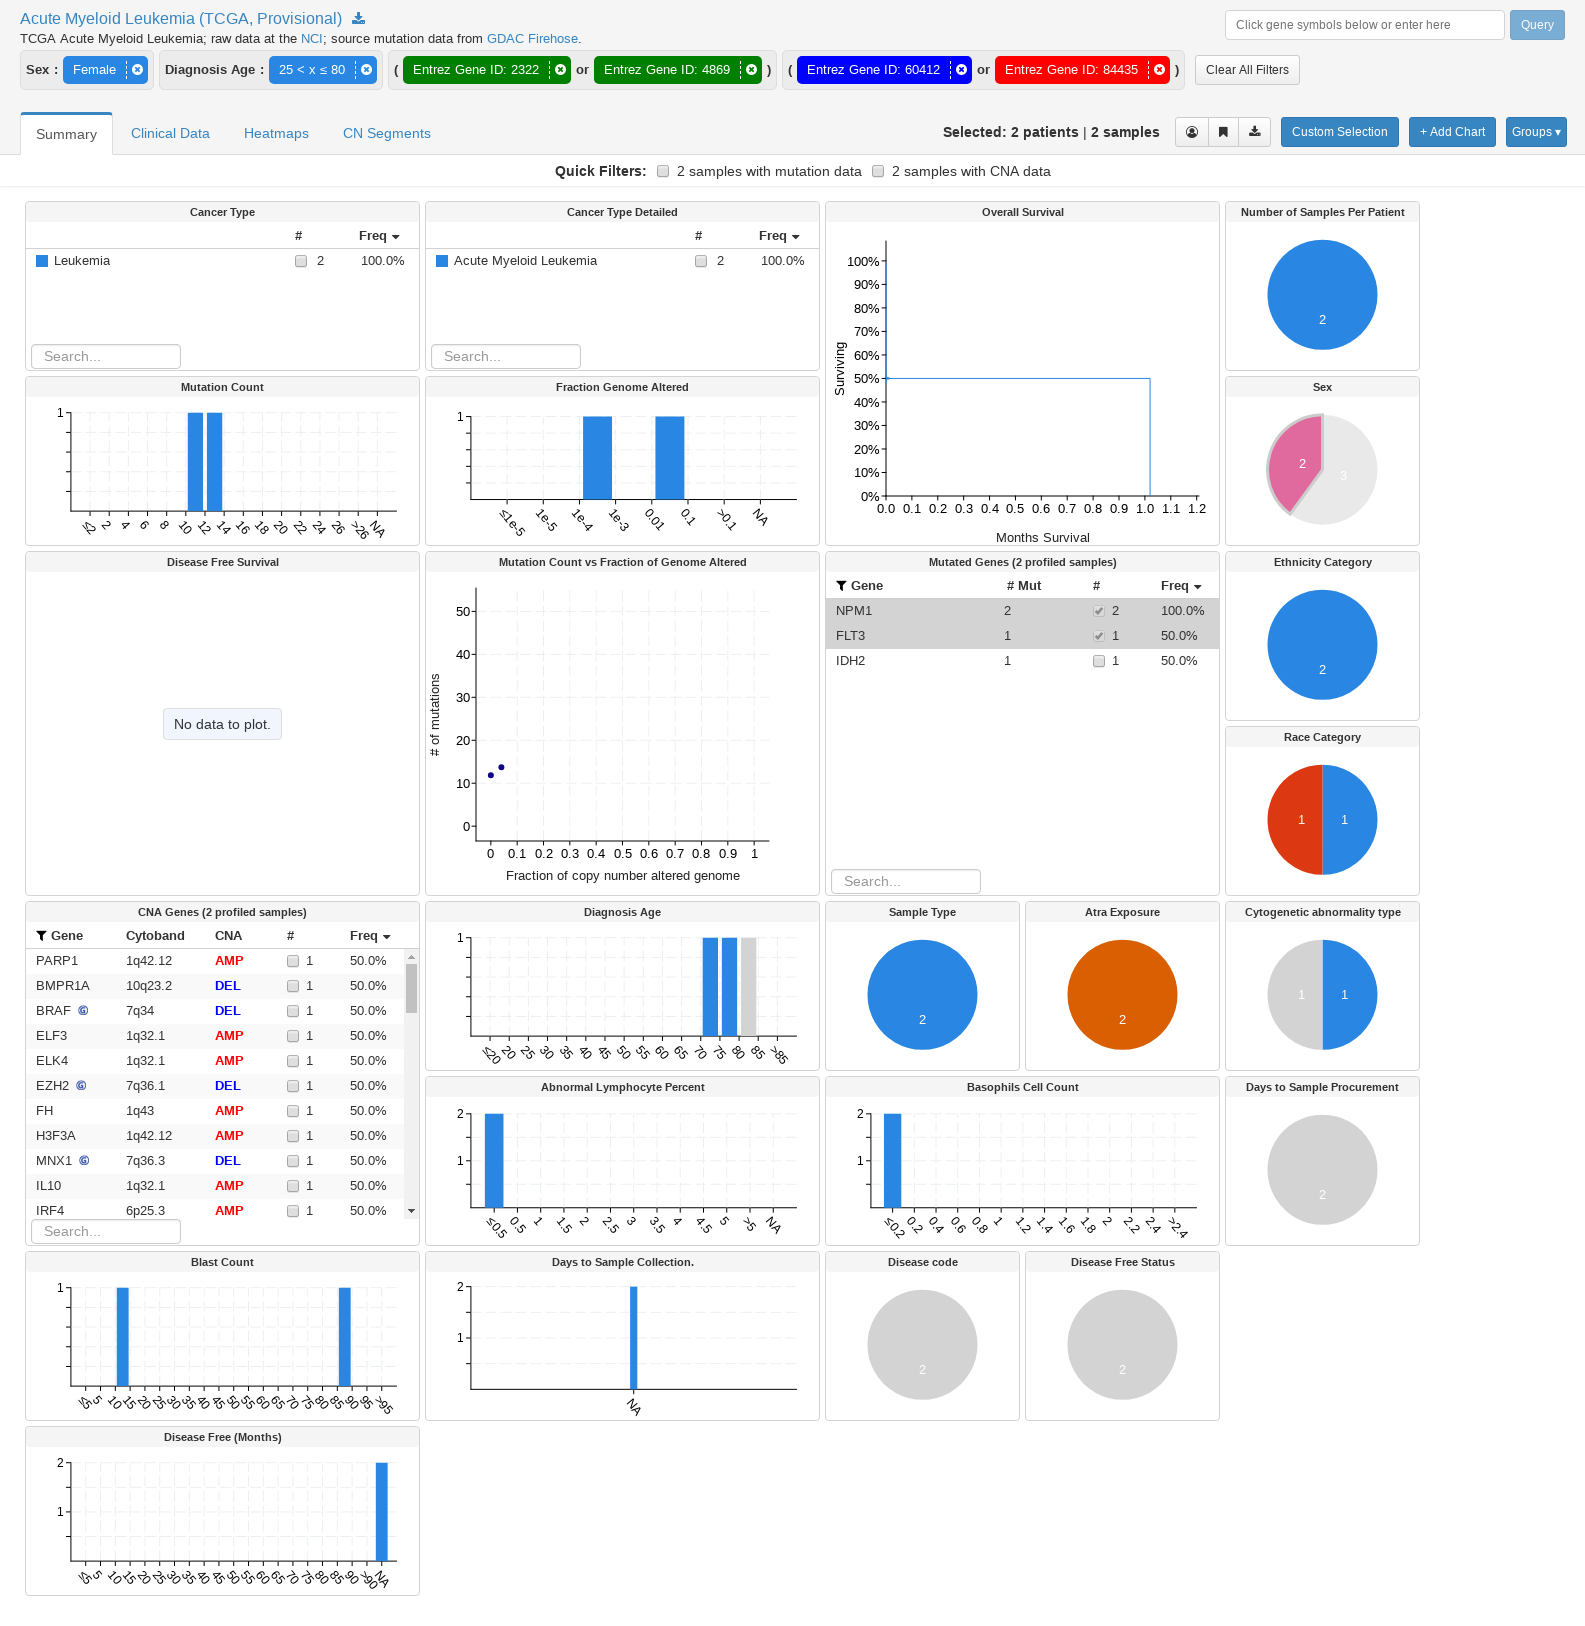 Acute Myeloid Leukemia (TCGA, Provisional)
Click gene symbols below or enter here
Query
TCGA Acute Myeloid Leukemia; raw data at the NCI; source mutation data from GDAC Firehose.
Sex : Female Diagnosis Age : 25 < x ≤ 80 ( Entrez Gene ID: 2322 or Entrez Gene ID: 4869 ) ( Entrez Gene ID: 60412 or Entrez Gene ID: 84435 ) Clear All Filters
Summary Clinical Data Heatmaps CN Segments
Selected: 2 patients | 2 samples
Custom Selection + Add Chart Groups ▾
Quick Filters: 2 samples with mutation data 2 samples with CNA data
Cancer Type
# Freq
Leukemia 2 100.0%
Search...
Cancer Type Detailed
# Freq
Acute Myeloid Leukemia 2 100.0%
Search...
Overall Survival
100%
90%
80%
70%
60%
50%
40%
30%
20%
10%
0%
Surviving
0.0 0.1 0.2 0.3 0.4 0.5 0.6 0.7 0.8 0.9 1.0 1.1 1.2
Months Survival
Number of Samples Per Patient
2
Mutation Count
1
≤2 2 4 6 8 10 12 14 16 18 20 22 24 26 >26 NA
Fraction Genome Altered
1
≤1e-5 1e-5 1e-4 1e-3 0.01 0.1 >0.1 NA
Sex
2 3
Disease Free Survival
No data to plot.
Mutation Count vs Fraction of Genome Altered
50
40
30
20
10
0
# of mutations
0 0.1 0.2 0.3 0.4 0.5 0.6 0.7 0.8 0.9 1
Fraction of copy number altered genome
Mutated Genes (2 profiled samples)
Gene # Mut # Freq
NPM1 2 2 100.0%
FLT3 1 1 50.0%
IDH2 1 1 50.0%
Search...
Ethnicity Category
2
Race Category
1 1
CNA Genes (2 profiled samples)
Gene Cytoband CNA # Freq
PARP1 1q42.12 AMP 1 50.0%
BMPR1A 10q23.2 DEL 1 50.0%
BRAF G 7q34 DEL 1 50.0%
ELF3 1q32.1 AMP 1 50.0%
ELK4 1q32.1 AMP 1 50.0%
EZH2 G 7q36.1 DEL 1 50.0%
FH 1q43 AMP 1 50.0%
H3F3A 1q42.12 AMP 1 50.0%
MNX1 G 7q36.3 DEL 1 50.0%
IL10 1q32.1 AMP 1 50.0%
IRF4 6p25.3 AMP 1 50.0%
Search...
Diagnosis Age
1
≤20 20 25 30 35 40 45 50 55 60 65 70 75 80 85 >85
Sample Type
2
Atra Exposure
2
Cytogenetic abnormality type
1 1
Abnormal Lymphocyte Percent
2
1
≤0.5 0.5 1 1.5 2 2.5 3 3.5 4 4.5 5 >5 NA
Basophils Cell Count
2
1
≤0.2 0.2 0.4 0.6 0.8 1 1.2 1.4 1.6 1.8 2 2.2 2.4 >2.4
Days to Sample Procurement
2
Blast Count
1
≤5 5 10 15 20 25 30 35 40 45 50 55 60 65 70 75 80 85 90 95 >95
Days to Sample Collection.
2
1
NA
Disease code
2
Disease Free Status
2
Disease Free (Months)
2
1
≤5 5 10 15 20 25 30 35 40 45 50 55 60 65 70 75 80 85 90 >90 NA